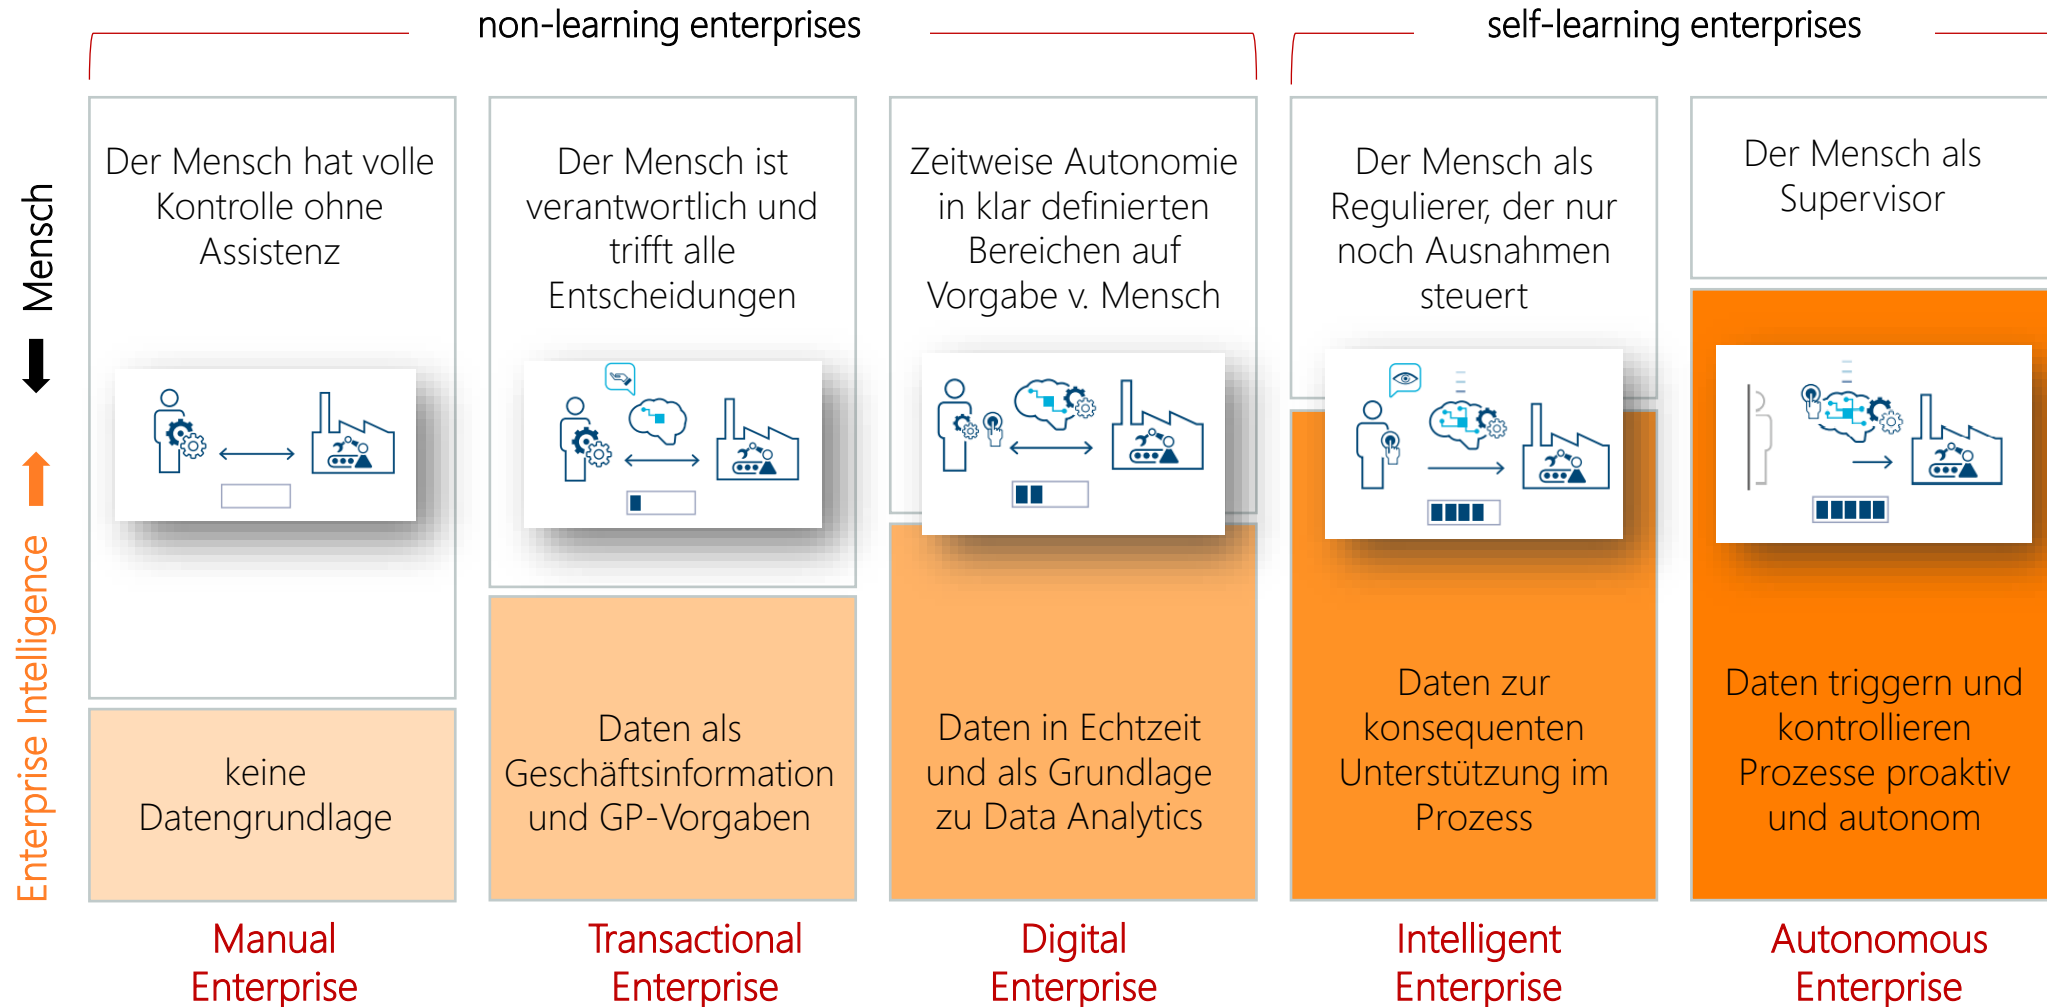 non-learning enterprises
self-learning enterprises
Mensch
Enterprise Intelligence
Der Mensch hat volle
Kontrolle ohne
Assistenz
keine
Datengrundlage
Manual
Enterprise
Der Mensch ist
verantwortlich und
trifft alle
Entscheidungen
Daten als
Geschäftsinformation
und GP-Vorgaben
Transactional
Enterprise
Zeitweise Autonomie
in klar definierten
Bereichen auf
Vorgabe v. Mensch
Daten in Echtzeit
und als Grundlage
zu Data Analytics
Digital
Enterprise
Der Mensch als
Regulierer, der nur
noch Ausnahmen
steuert
Daten zur
konsequenten
Unterstützung im
Prozess
Intelligent
Enterprise
Der Mensch als
Supervisor
Daten triggern und
kontrollieren
Prozesse proaktiv
und autonom
Autonomous
Enterprise